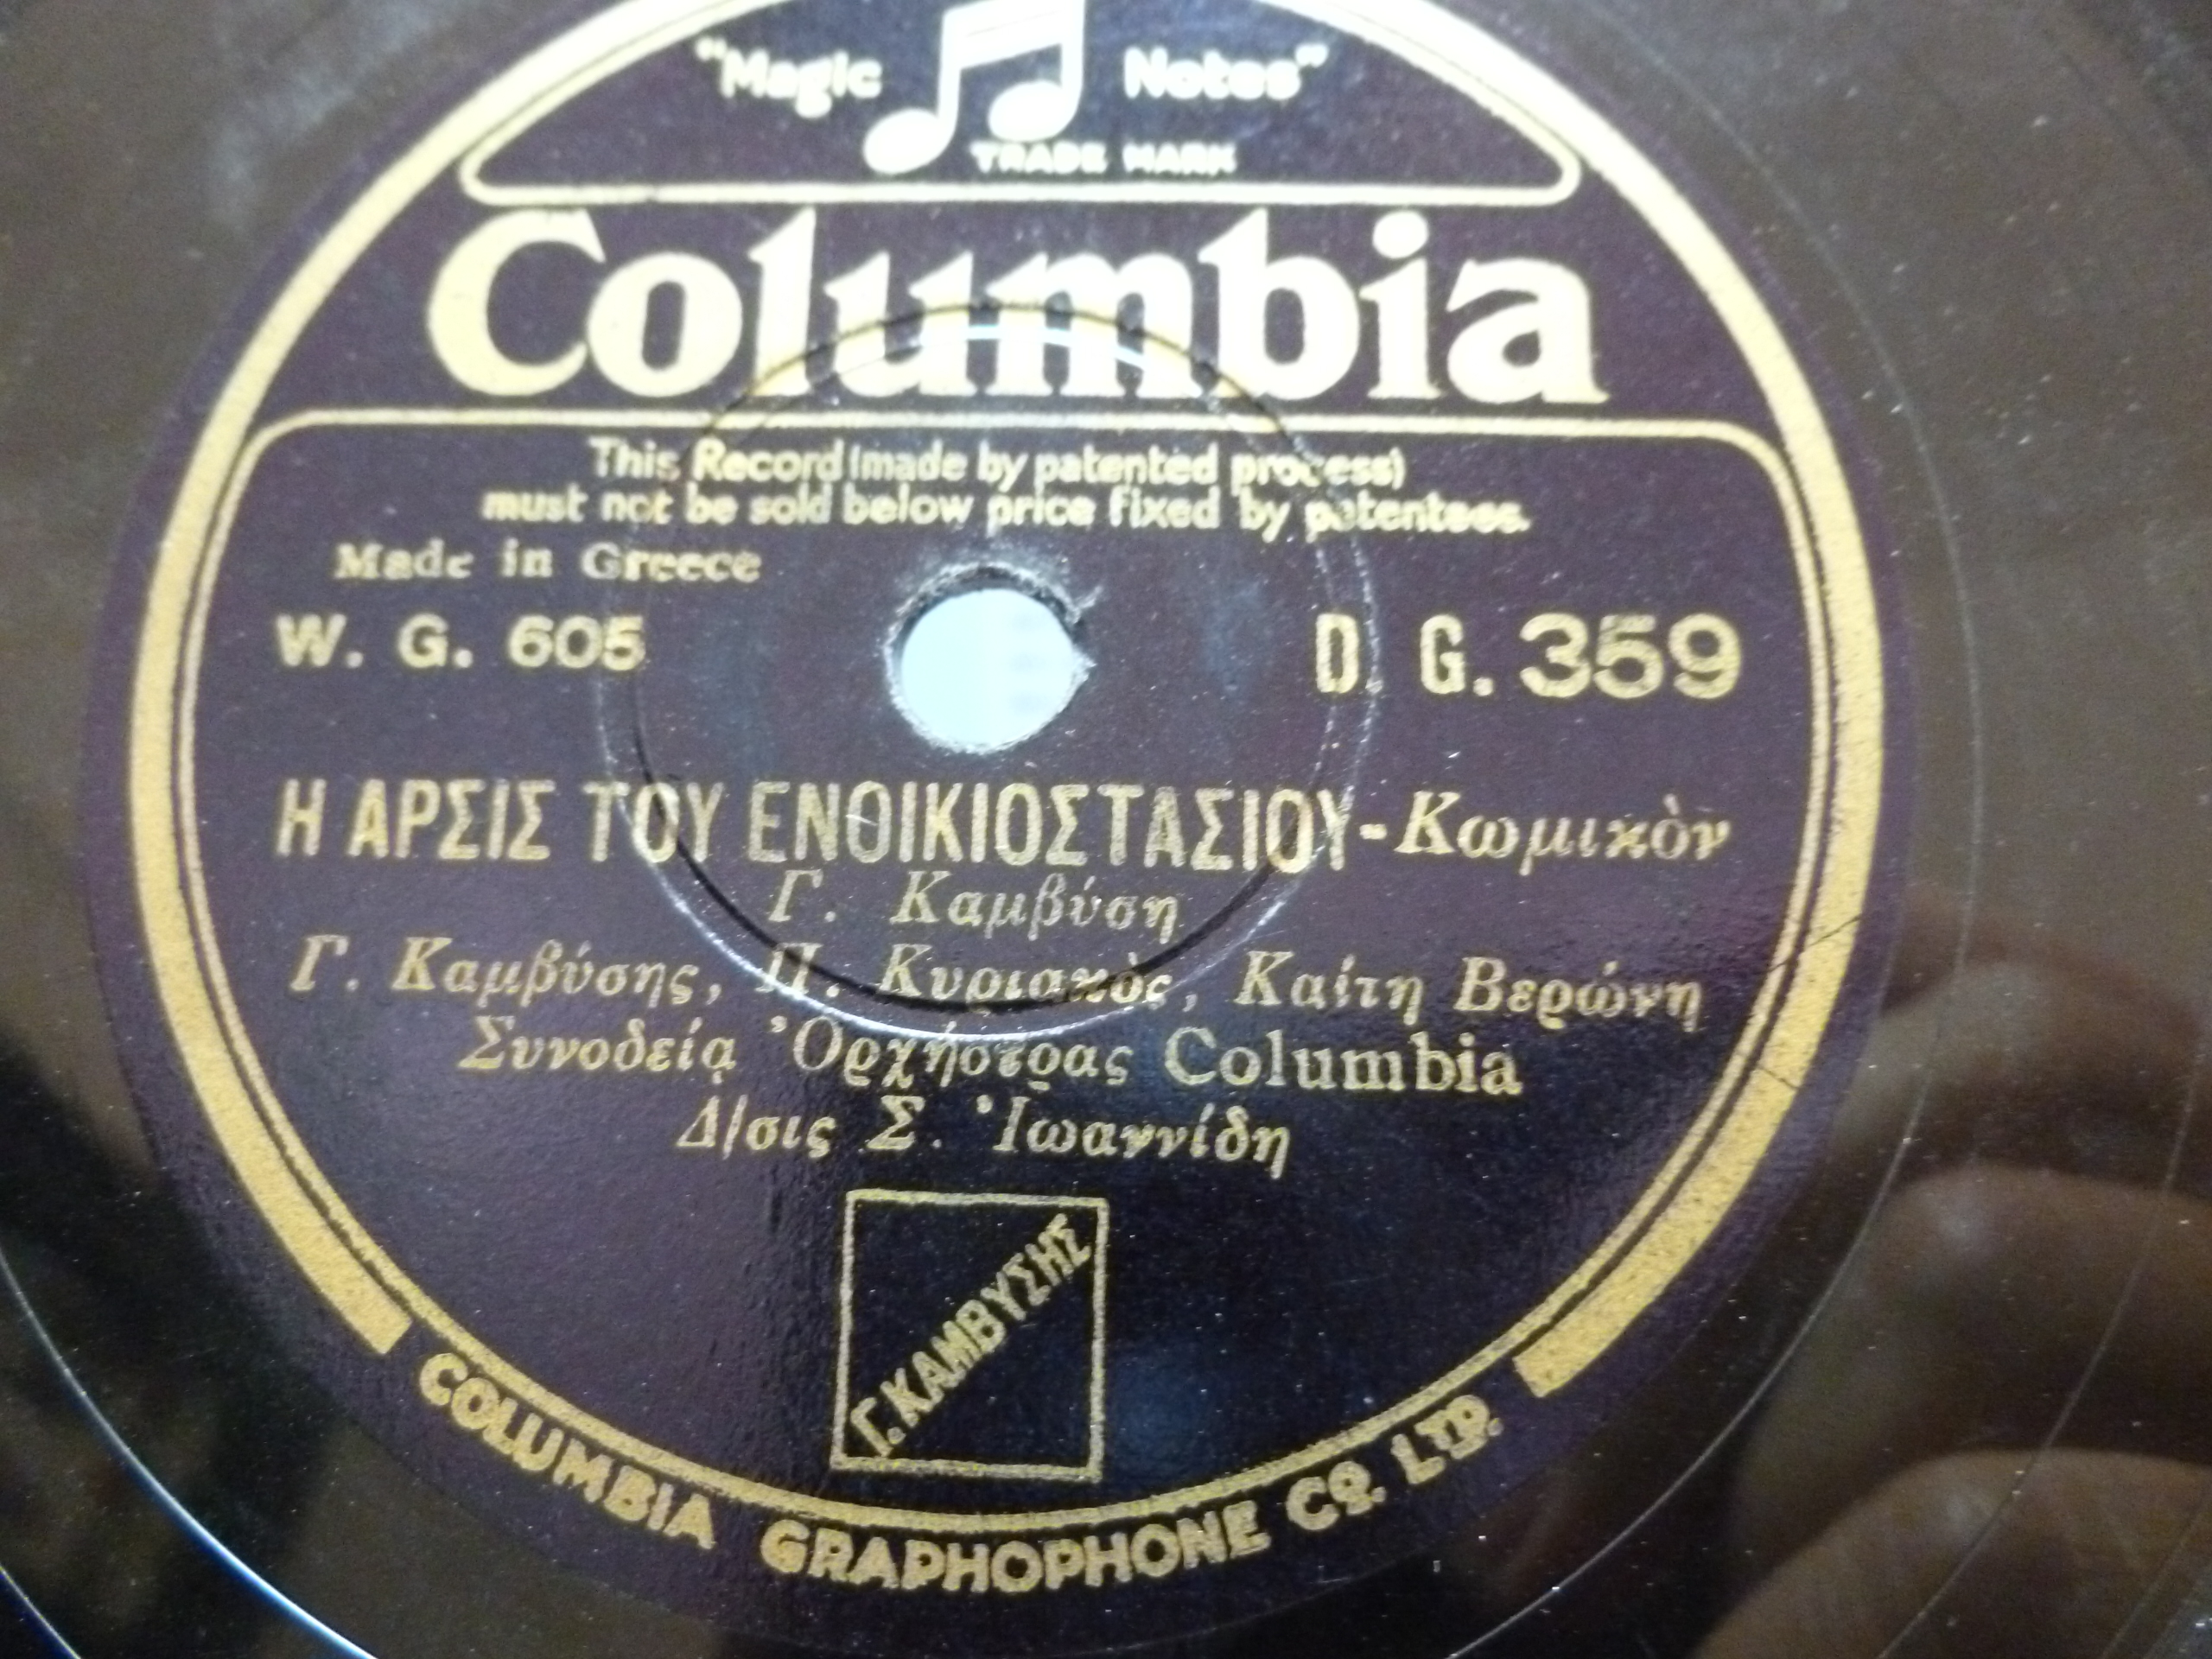 "Magic Notes"
TRADE MARK
Columbia
This Record (made by patented process)
must not be sold below price fixed by patentees.
Made in Greece
W. G. 605 D. G. 359
Η ΑΡΣΙΣ ΤΟΥ ΕΝΟΙΚΙΟΣΤΑΣΙΟΥ - Κωμικὸν
Γ. Καμβύση
Γ. Καμβύσης, Π. Κυριακὸς, Καίτη Βερώνη
Συνοδείᾳ Ὀρχήστρας Columbia
Δ/σις Σ. Ἰωαννίδη
Γ. ΚΑΜΒΥΣΗΣ
COLUMBIA GRAPHOPHONE CO. LTD.